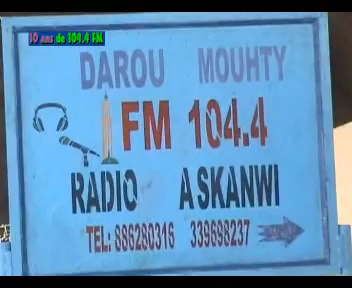 10 ans de 104.4 FM
DAROU MOUHTY
FM 104.4
RADIO ASKANWI
TEL: 886280316 339698237